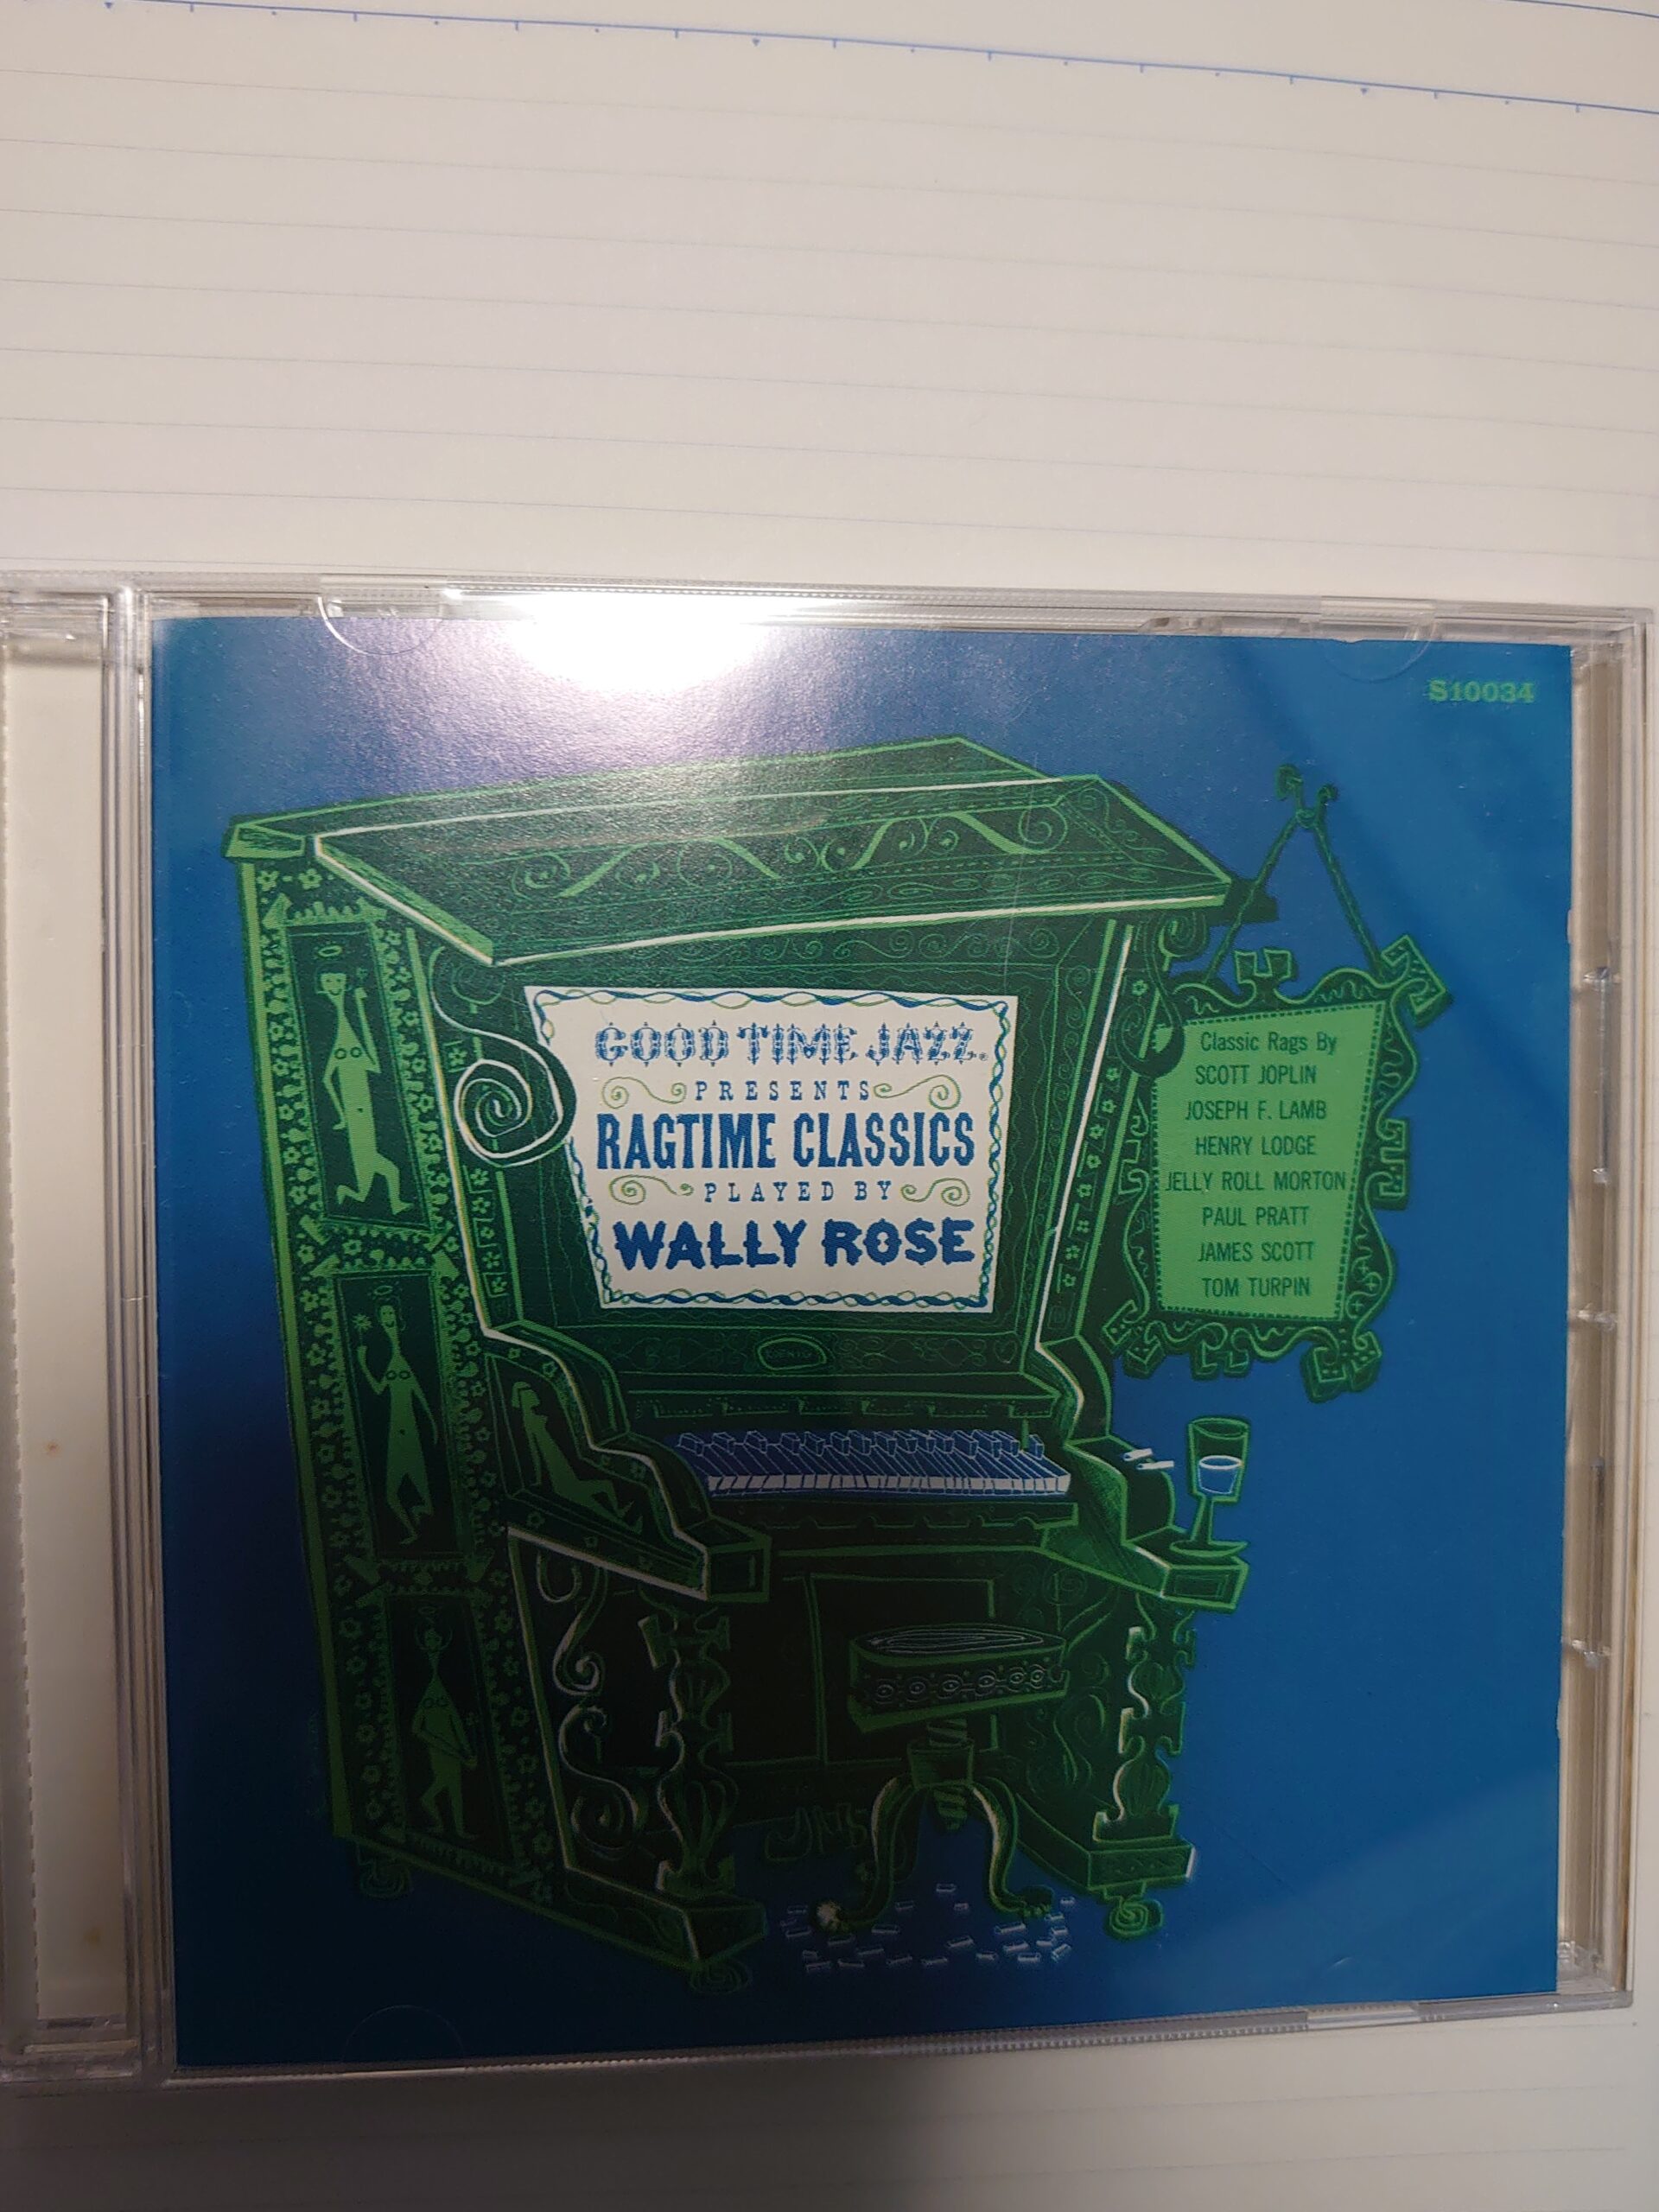 S10034
GOOD TIME JAZZ®
PRESENTS
RAGTIME CLASSICS
PLAYED BY
WALLY ROSE
Classic Rags By
SCOTT JOPLIN
JOSEPH F. LAMB
HENRY LODGE
JELLY ROLL MORTON
PAUL PRATT
JAMES SCOTT
TOM TURPIN